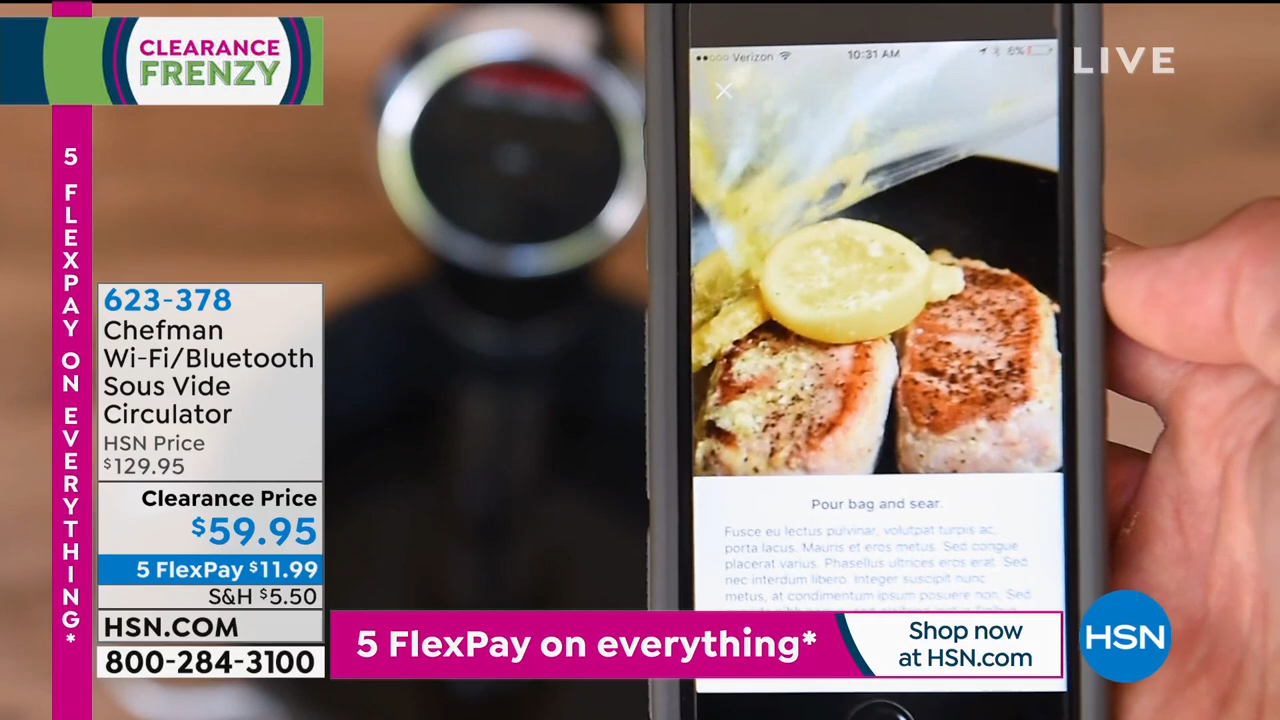 CLEARANCE
FRENZY
LIVE
5 FLEXPAY ON EVERYTHING*
623-378
Chefman
Wi-Fi/Bluetooth
Sous Vide
Circulator
HSN Price
$129.95
Clearance Price
$59.95
5 FlexPay $11.99
S&H $5.50
HSN.COM
800-284-3100
Verizon
10:31 AM
6%
Pour bag and sear.
Fusce eu lectus pulvinar, volutpat turpis ac,
porta lacus. Mauris et eros metus. Sed congue
placerat varius. Phasellus ultrices eros erat. Sed
nec interdum libero. Integer suscipit nunc
metus, at condimentum ipsum posuere non. Sed
5 FlexPay on everything*
Shop now
at HSN.com
HSN